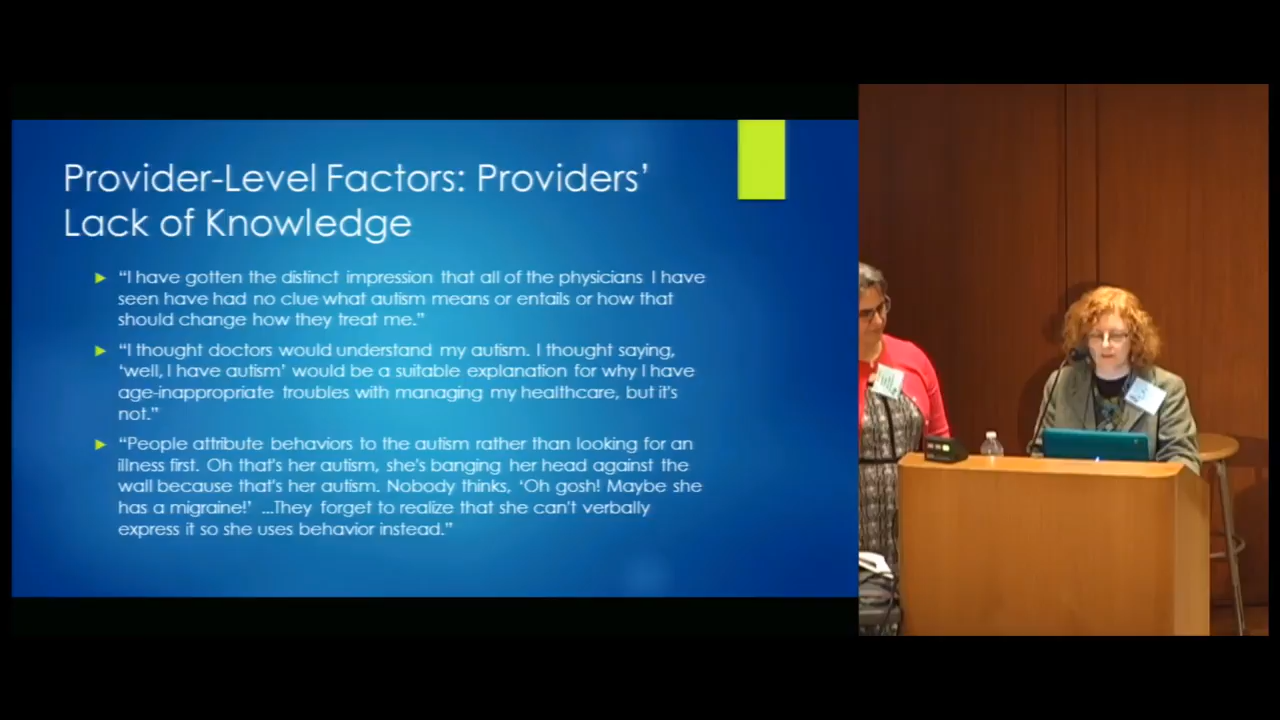 Provider-Level Factors: Providers’
Lack of Knowledge
“I have gotten the distinct impression that all of the physicians I have
seen have had no clue what autism means or entails or how that
should change how they treat me.”
“I thought doctors would understand my autism. I thought saying,
‘well, I have autism’ would be a suitable explanation for why I have
age-inappropriate troubles with managing my healthcare, but it's
not.”
“People attribute behaviors to the autism rather than looking for an
illness first. Oh that's her autism, she's banging her head against the
wall because that's her autism. Nobody thinks, ‘Oh gosh! Maybe she
has a migraine!’ ...They forget to realize that she can't verbally
express it so she uses behavior instead.”